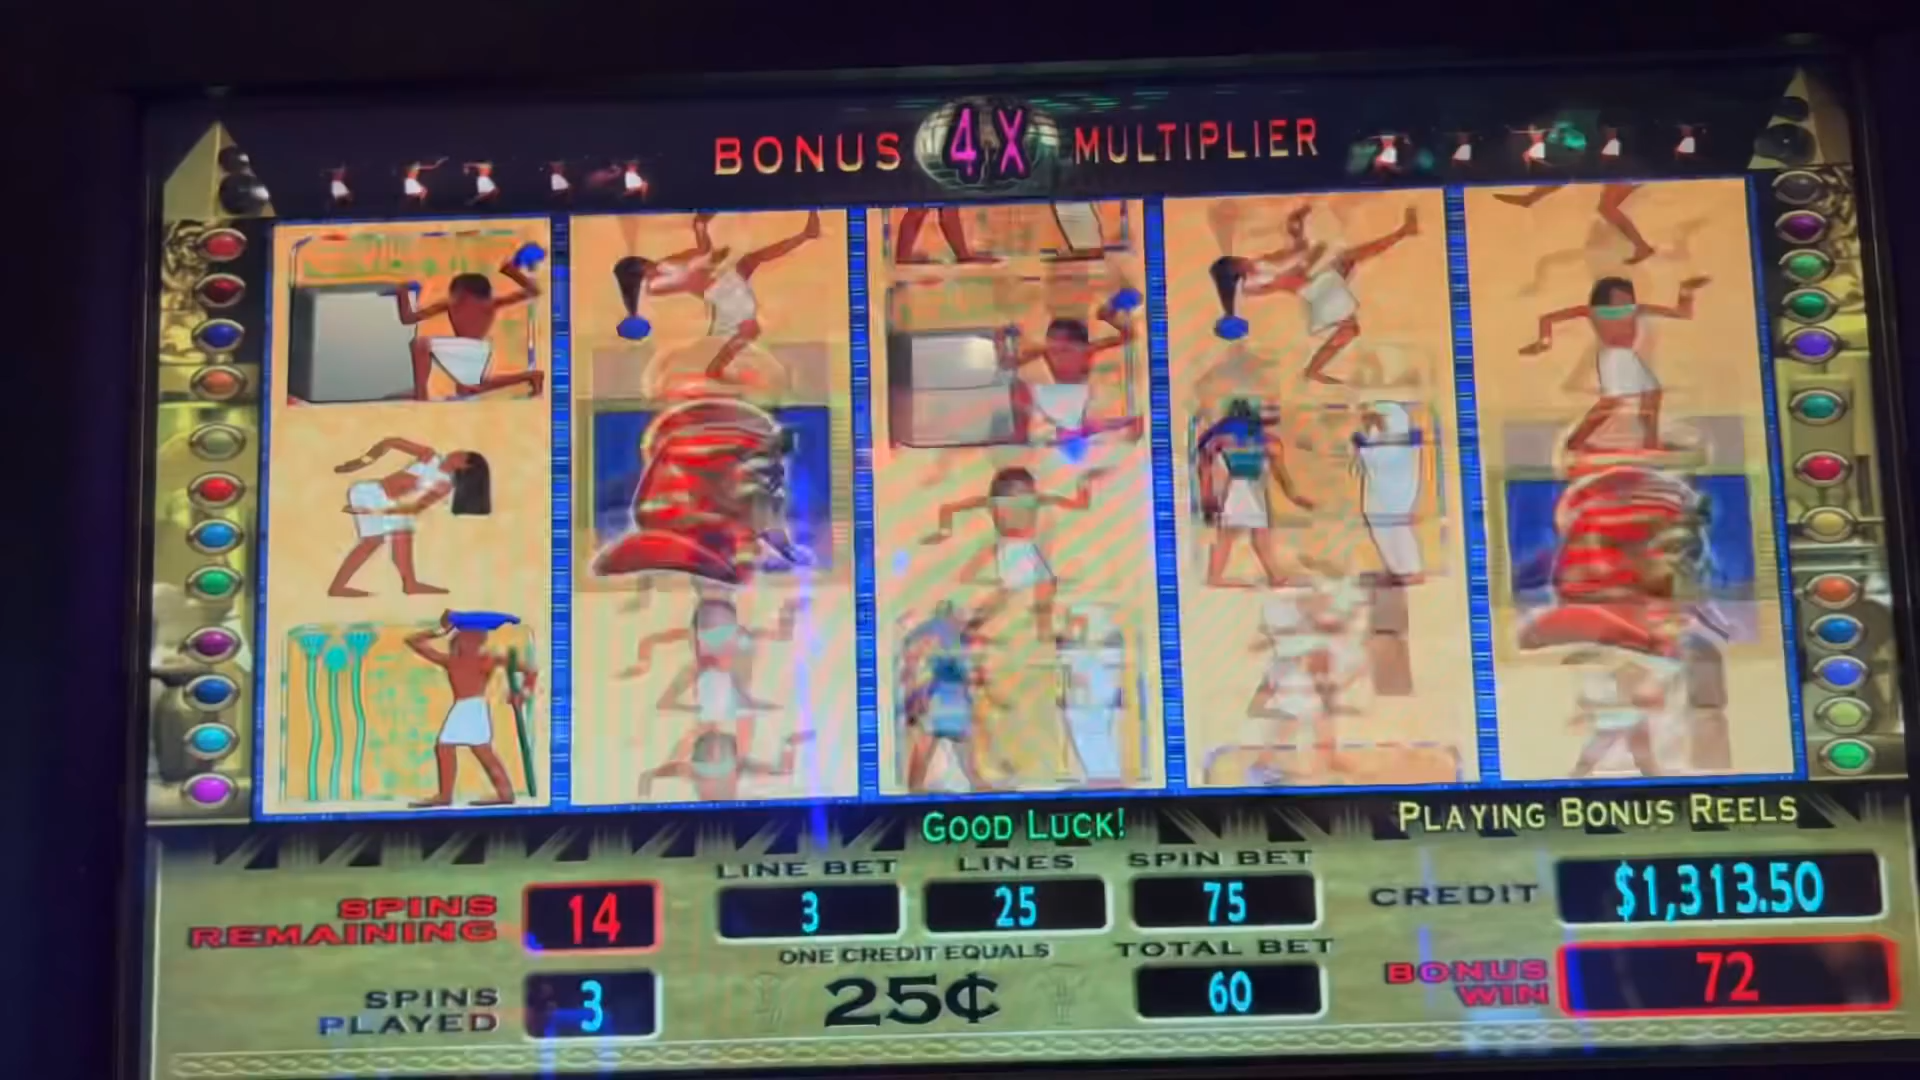 BONUS 4X MULTIPLIER
GOOD LUCK!
PLAYING BONUS REELS
SPINS REMAINING
14
LINE BET
3
LINES
25
SPIN BET
75
CREDIT
$1,313.50
SPINS PLAYED
3
ONE CREDIT EQUALS
25¢
TOTAL BET
60
BONUS WIN
72